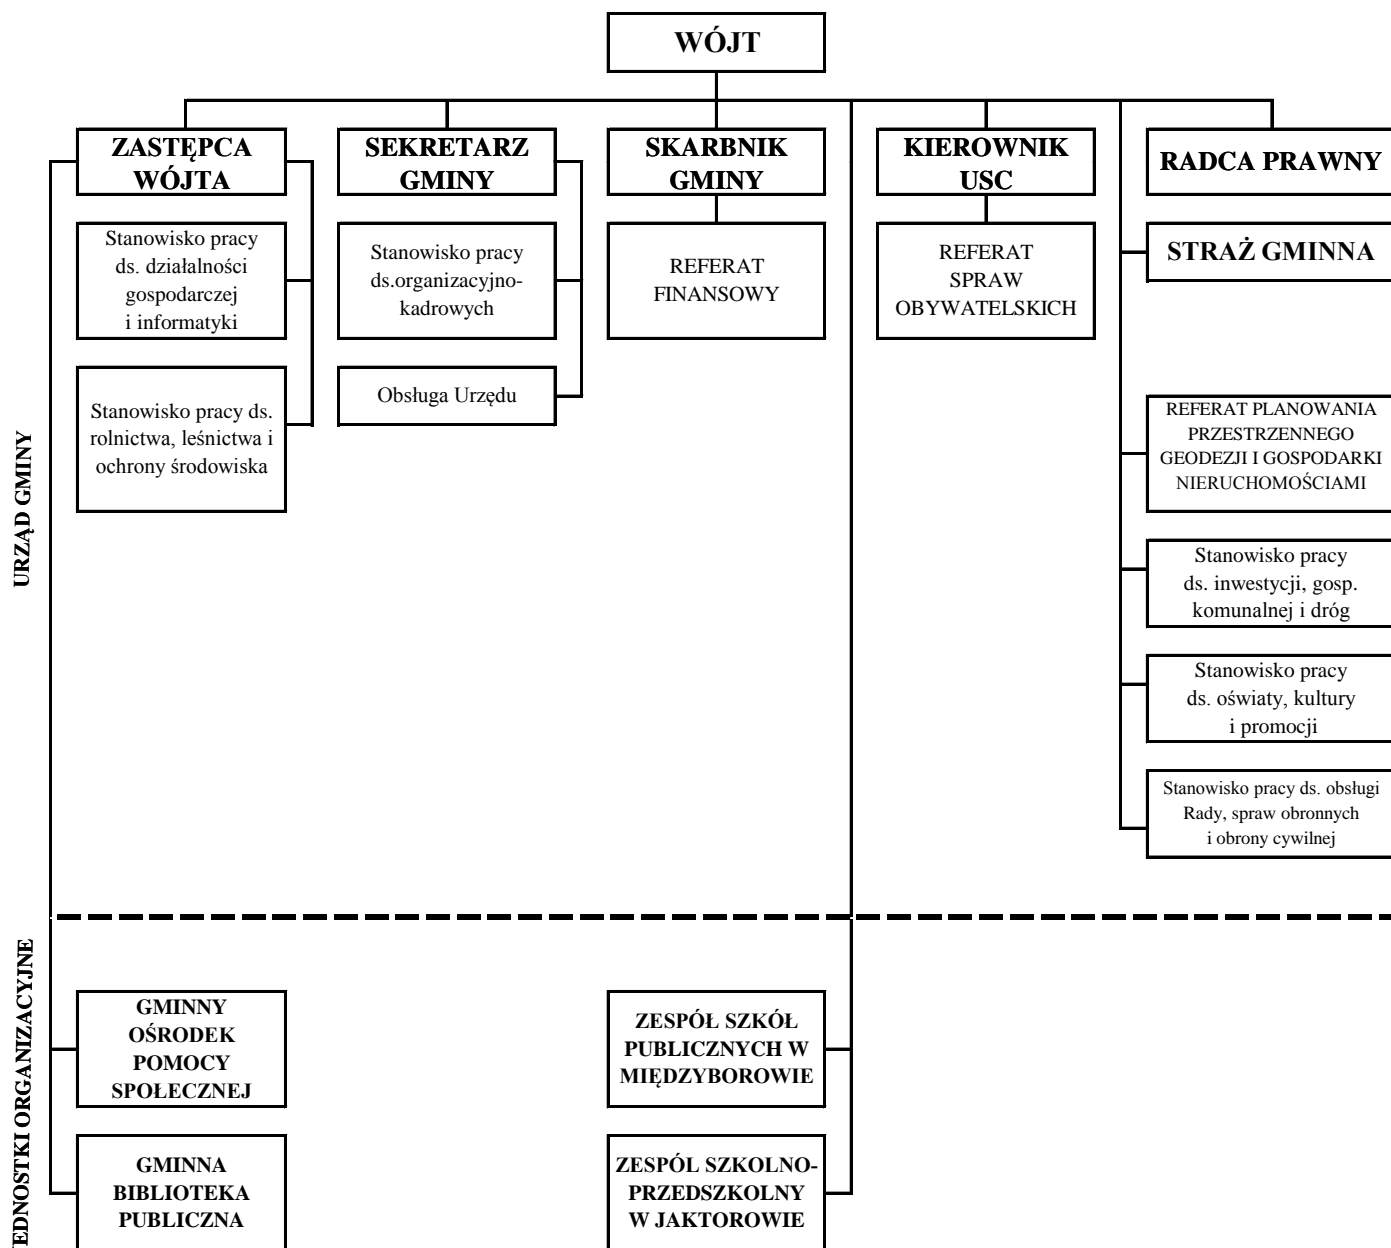 WÓJT
ZASTĘPCA
WÓJTA
SEKRETARZ
GMINY
SKARBNIK
GMINY
KIEROWNIK
USC
RADCA PRAWNY
Stanowisko pracy
ds. działalności
gospodarczej
i informatyki
Stanowisko pracy
ds.organizacyjno-
kadrowych
REFERAT
FINANSOWY
REFERAT
SPRAW
OBYWATELSKICH
STRAŻ GMINNA
Stanowisko pracy ds.
rolnictwa, leśnictwa i
ochrony środowiska
Obsługa Urzędu
REFERAT PLANOWANIA
PRZESTRZENNEGO
GEODEZJI I GOSPODARKI
NIERUCHOMOŚCIAMI
URZĄD GMINY
Stanowisko pracy
ds. inwestycji, gosp.
komunalnej i dróg
Stanowisko pracy
ds. oświaty, kultury
i promocji
Stanowisko pracy ds. obsługi
Rady, spraw obronnych
i obrony cywilnej
EDNOSTKI ORGANIZACYJNE
GMINNY
OŚRODEK
POMOCY
SPOŁECZNEJ
ZESPÓŁ SZKÓŁ
PUBLICZNYCH W
MIĘDZYBOROWIE
GMINNA
BIBLIOTEKA
PUBLICZNA
ZESPÓL SZKOLNO-
PRZEDSZKOLNY
W JAKTOROWIE